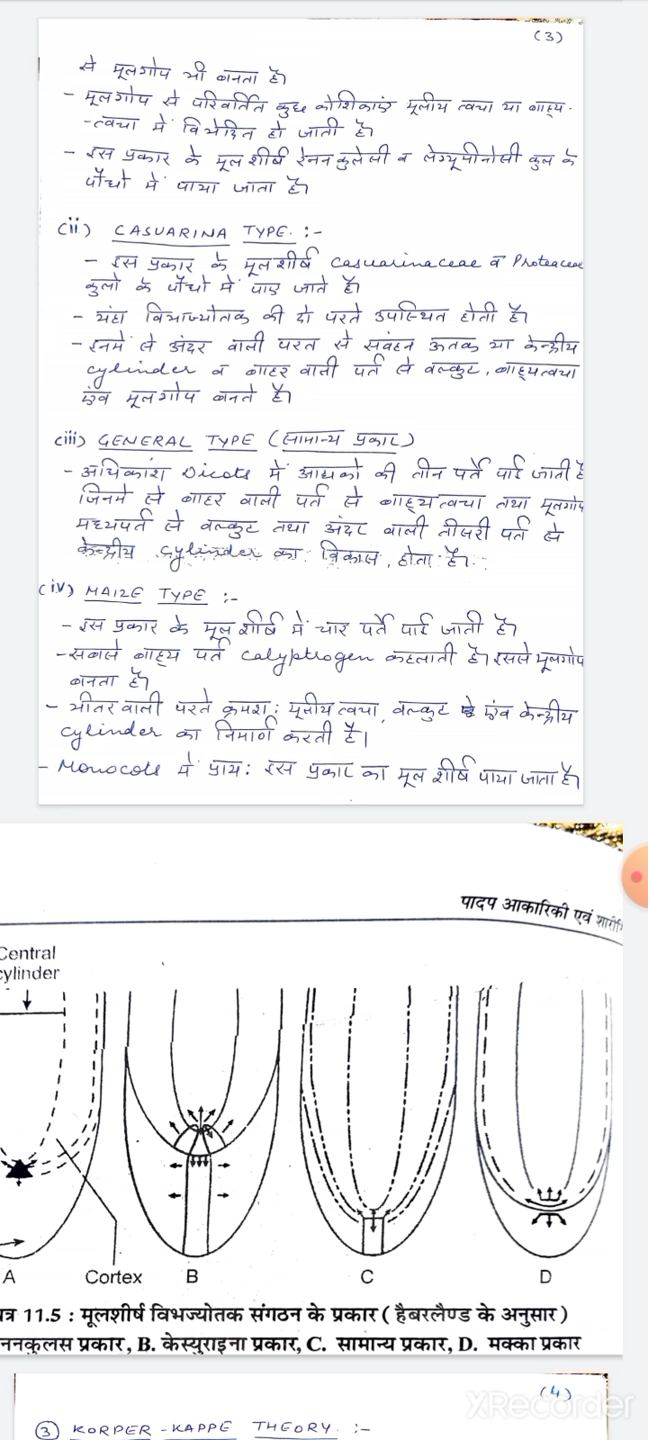 (3)
से मूलगोप भी बनता है।
- मूलगोप से परिवर्तित कुछ कोशिकाएं मूलीय त्वचा या बाह्य-
-त्वचा में विभेदित हो जाती है।
- इस प्रकार के मूल शीर्ष रेननकुलेसी व लेग्यूमीनोसी कुल के
पौधों में पाया जाता है।
(ii) CASUARINA TYPE. :-
- इस प्रकार के मूल शीर्ष Casuarinaceae व Proteaceae
कुलों के पौधों में पाए जाते है।
- यंहा विभाज्योतक की दो परते उपस्थित होती है।
- इनमें से अंदर वाली परत से संवहन ऊतक या केन्द्रीय
cylinder व बाहर वाली पर्त से वल्कुट, बाह्यत्वचा
एंव मूलगोप बनते है।
(iii) GENERAL TYPE (सामान्य प्रकार)
- अधिकांश Dicots में आद्यको की तीन पर्ते पाई जाती है
जिनमें से बाहर वाली पर्त से बाह्यत्वचा तथा मूलगोप
मध्यपर्त से वल्कुट तथा अंदर वाली तीसरी पर्त से
केन्द्रीय cylinder का विकास होता है।
(iv) MAIZE TYPE :-
- इस प्रकार के मूल शीर्ष में चार पर्ते पाई जाती है।
- सबसे बाह्य पर्त calyptrogen कहलाती है। इससे मूलगोप
बनता है।
- भीतर वाली परते क्रमश: मूलीय त्वचा, वल्कुट एंव केन्द्रीय
cylinder का निमार्ण करती है।
- Monocots में प्राय: इस प्रकार का मूल शीर्ष पाया जाता है।
पादप आकारिकी एवं शारीरि
Central
cylinder
A Cortex B C D
त्र 11.5 : मूलशीर्ष विभज्योतक संगठन के प्रकार ( हैबरलैण्ड के अनुसार )
ननकुलस प्रकार, B. केस्युराइना प्रकार, C. सामान्य प्रकार, D. मक्का प्रकार
(4)
XRecorder
③ KORPER - KAPPE THEORY. :-